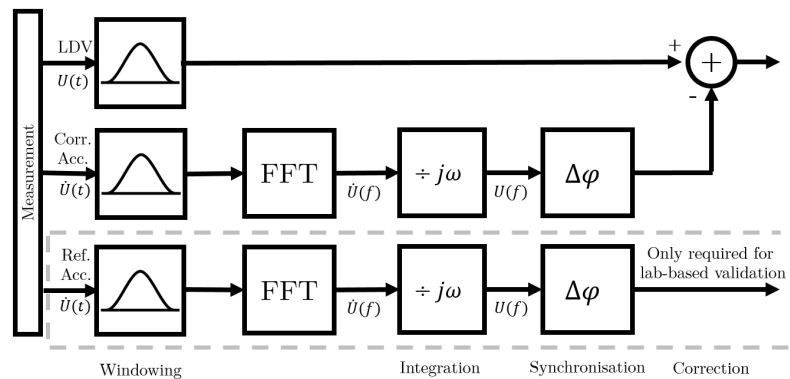 Measurement
LDV
U(t)
+
+
-
Corr.
Acc.
U̇(t)
FFT
U̇(f)
÷ jω
U(f)
Δφ
Ref.
Acc.
U̇(t)
FFT
U̇(f)
÷ jω
U(f)
Δφ
Only required for
lab-based validation
Windowing
Integration
Synchronisation
Correction